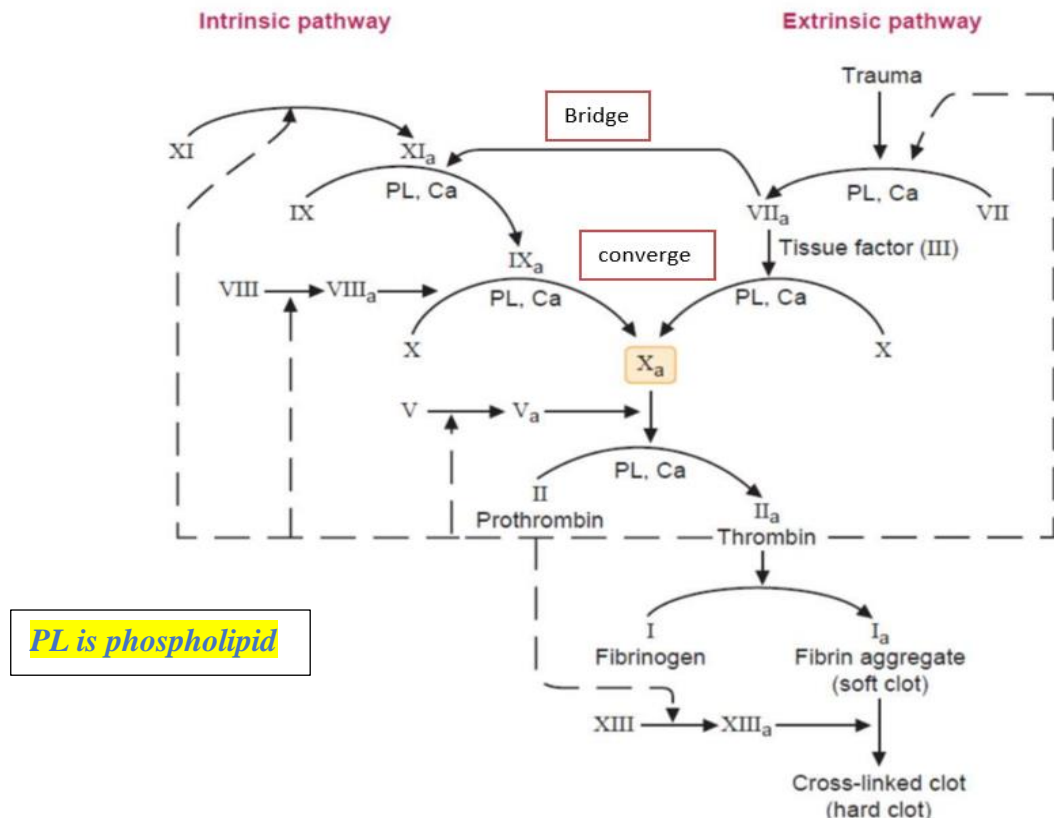 Intrinsic pathway
Extrinsic pathway
Trauma
Bridge
XI
XIa
PL, Ca
PL, Ca
IX
VIIa
VII
IXa
converge
Tissue factor (III)
VIII
VIIIa
PL, Ca
PL, Ca
X
Xa
X
V
Va
PL, Ca
II
Prothrombin
IIa
Thrombin
PL is phospholipid
I
Fibrinogen
Ia
Fibrin aggregate
(soft clot)
XIII
XIIIa
Cross-linked clot
(hard clot)